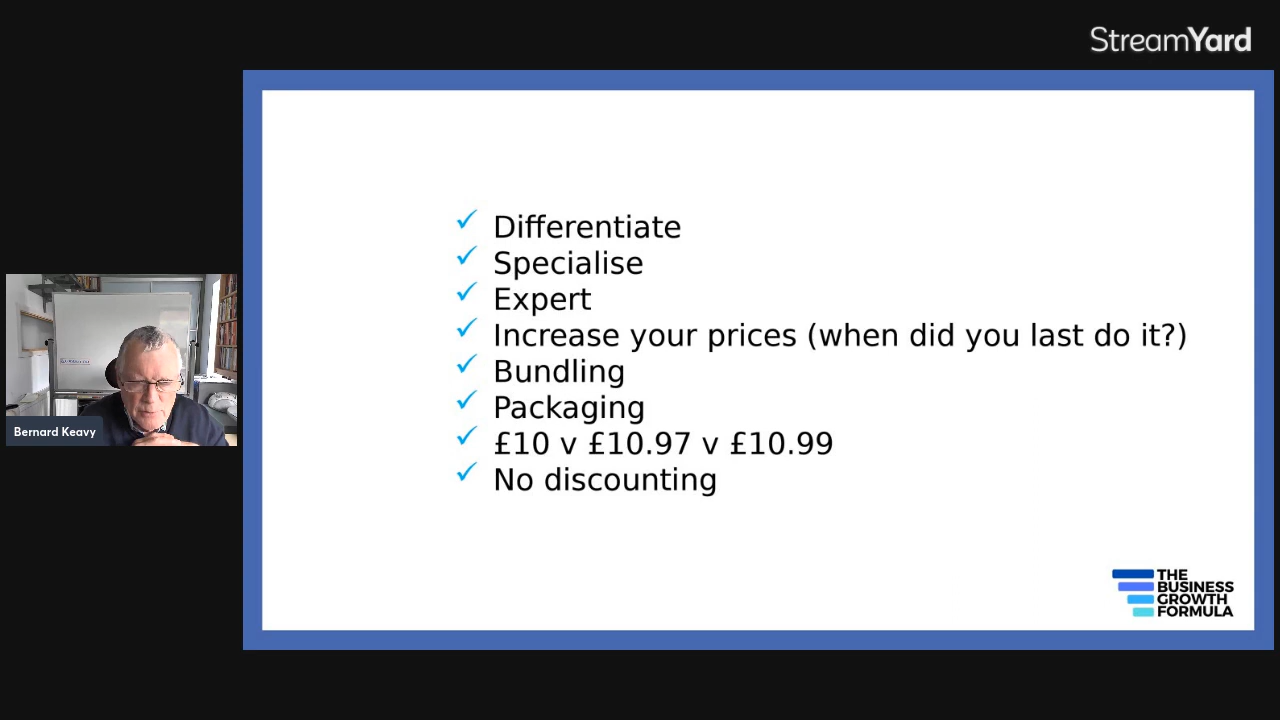 StreamYard
Differentiate
Specialise
Expert
Increase your prices (when did you last do it?)
Bundling
Packaging
£10 v £10.97 v £10.99
No discounting
Bernard Keavy
THE
BUSINESS
GROWTH
FORMULA